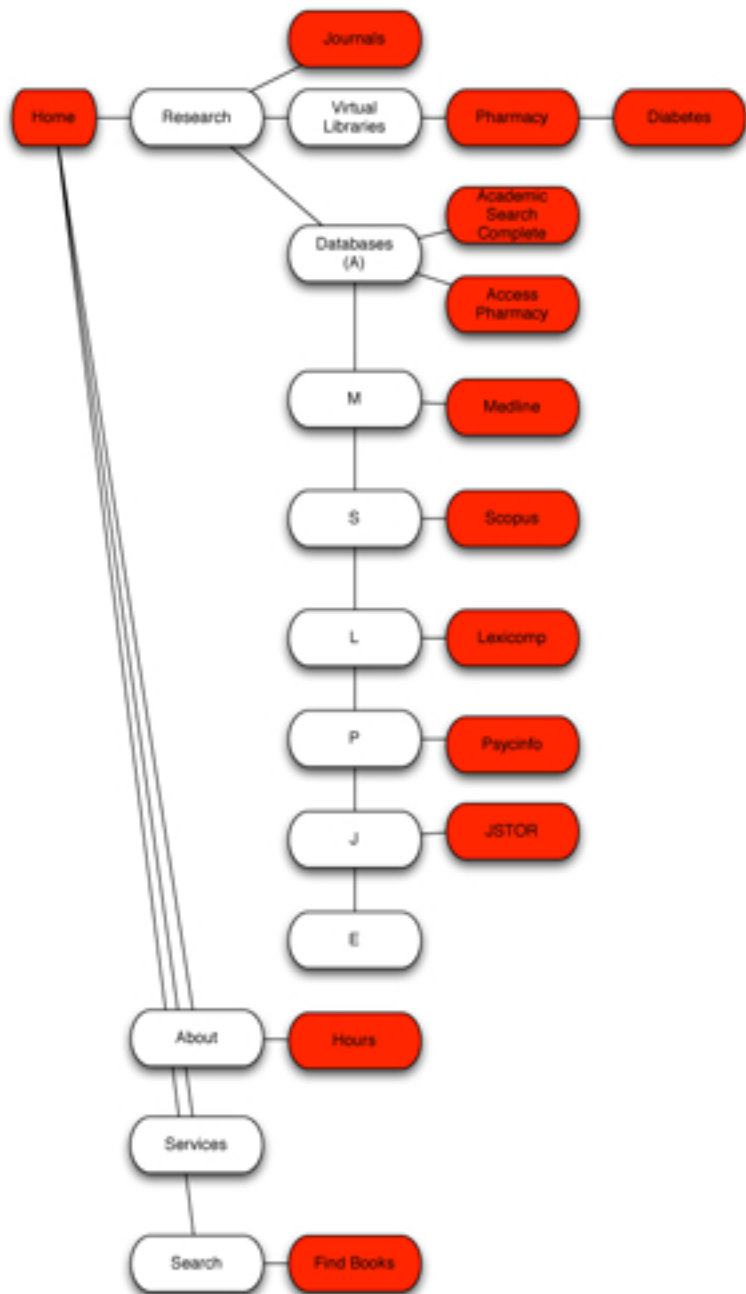 Journals
Home
Research
Virtual
Libraries
Pharmacy
Diabetes
Academic
Search
Complete
Databases
(A)
Access
Pharmacy
M
Medline
S
Scopus
L
Lexicomp
P
Psycinfo
J
JSTOR
E
About
Hours
Services
Search
Find Books